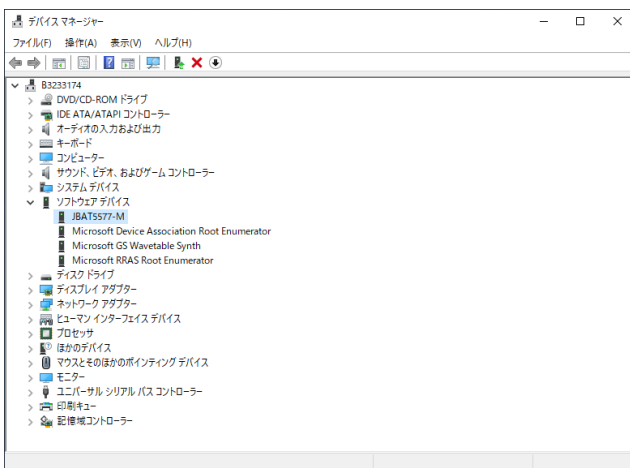 デバイス マネージャー
ファイル(F) 操作(A) 表示(V) ヘルプ(H)
B3233174
DVD/CD-ROM ドライブ
IDE ATA/ATAPI コントローラー
オーディオの入力および出力
キーボード
コンピューター
サウンド、ビデオ、およびゲーム コントローラー
システム デバイス
ソフトウェア デバイス
JBAT5577-M
Microsoft Device Association Root Enumerator
Microsoft GS Wavetable Synth
Microsoft RRAS Root Enumerator
ディスク ドライブ
ディスプレイ アダプター
ネットワーク アダプター
ヒューマン インターフェイス デバイス
プロセッサ
ほかのデバイス
マウスとそのほかのポインティング デバイス
モニター
ユニバーサル シリアル バス コントローラー
印刷キュー
記憶域コントローラー